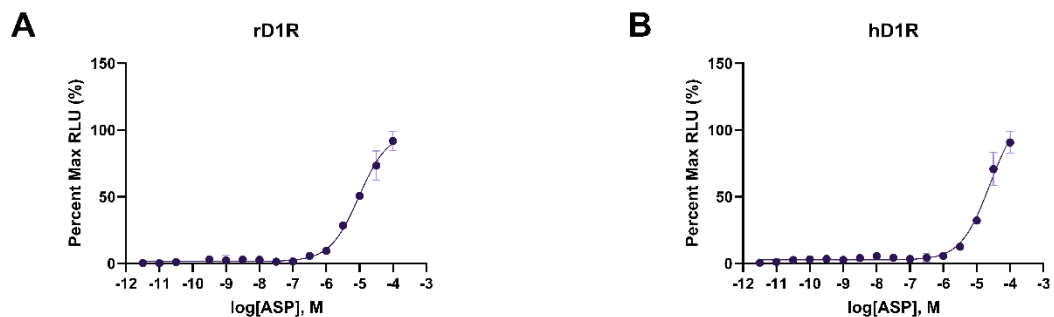 A
rD1R
Percent Max RLU (%)
150
100
50
0
-12 -11 -10 -9 -8 -7 -6 -5 -4 -3
log[ASP], M
B
hD1R
Percent Max RLU (%)
150
100
50
0
-12 -11 -10 -9 -8 -7 -6 -5 -4 -3
log[ASP], M